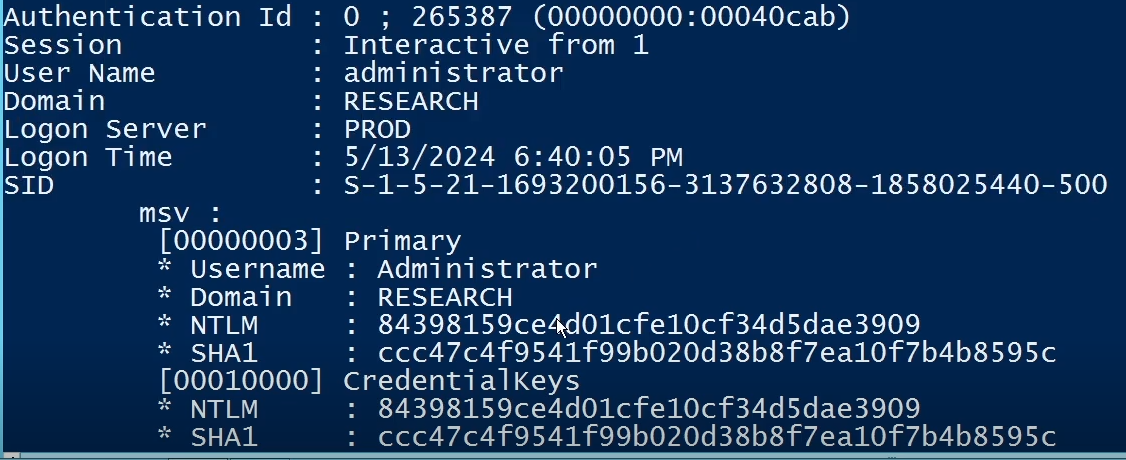 Authentication Id : 0 ; 265387 (00000000:00040cab)
Session           : Interactive from 1
User Name         : administrator
Domain            : RESEARCH
Logon Server      : PROD
Logon Time        : 5/13/2024 6:40:05 PM
SID               : S-1-5-21-1693200156-3137632808-1858025440-500
        msv :
         [00000003] Primary
         * Username : Administrator
         * Domain   : RESEARCH
         * NTLM     : 84398159ce4d01cfe10cf34d5dae3909
         * SHA1     : ccc47c4f9541f99b020d38b8f7ea10f7b4b8595c
         [00010000] CredentialKeys
         * NTLM     : 84398159ce4d01cfe10cf34d5dae3909
         * SHA1     : ccc47c4f9541f99b020d38b8f7ea10f7b4b8595c